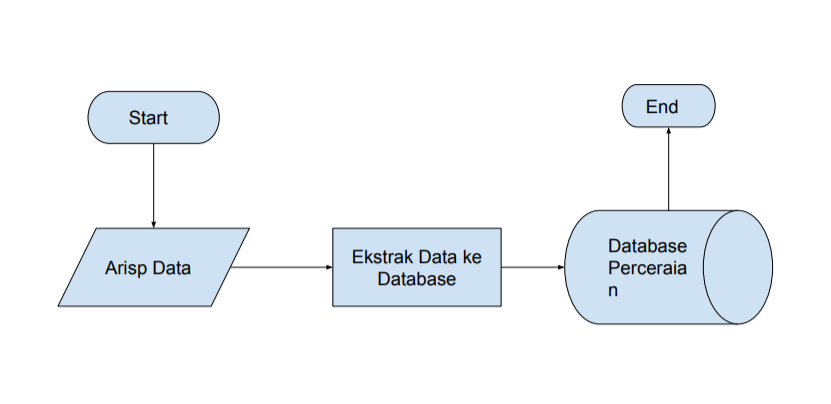 Start
End
Arisp Data
Ekstrak Data ke
Database
Database
Perceraia
n